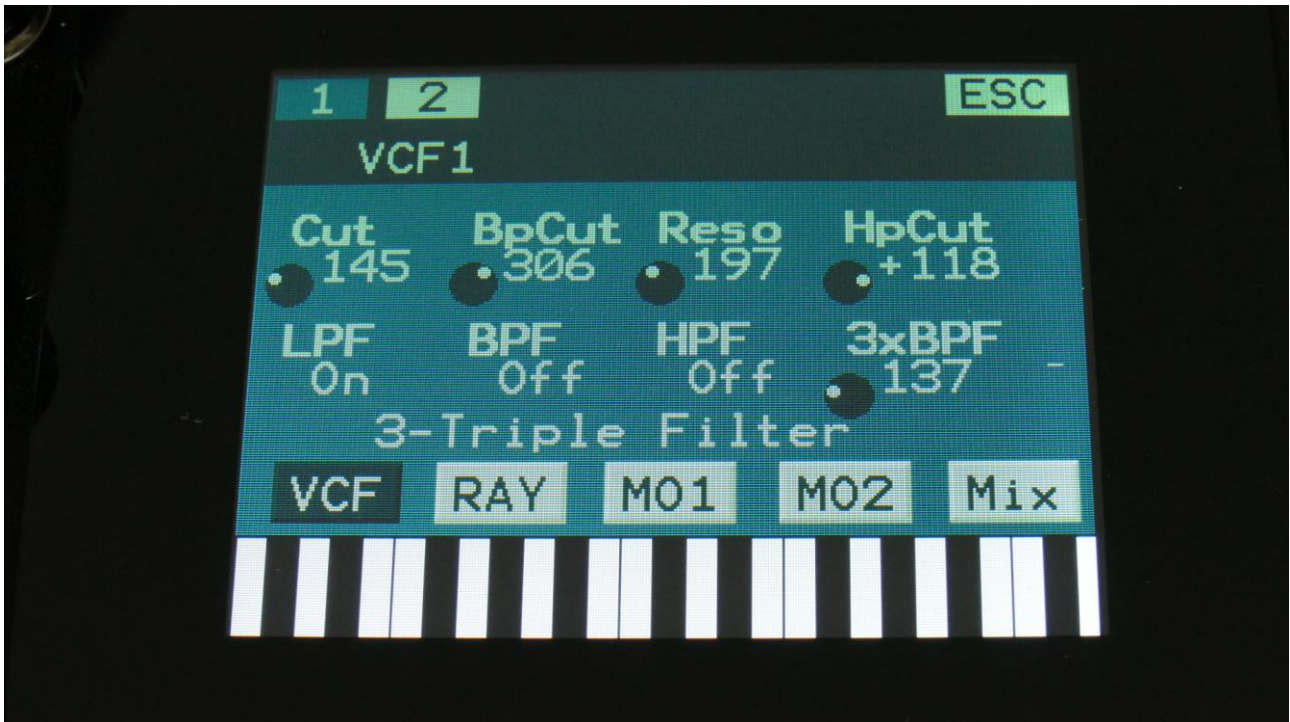 1 2 ESC
VCF1
Cut BpCut Reso HpCut
145 306 197 +118
LPF BPF HPF 3xBPF
On Off Off 137 -
3-Triple Filter
VCF RAY MO1 MO2 Mix